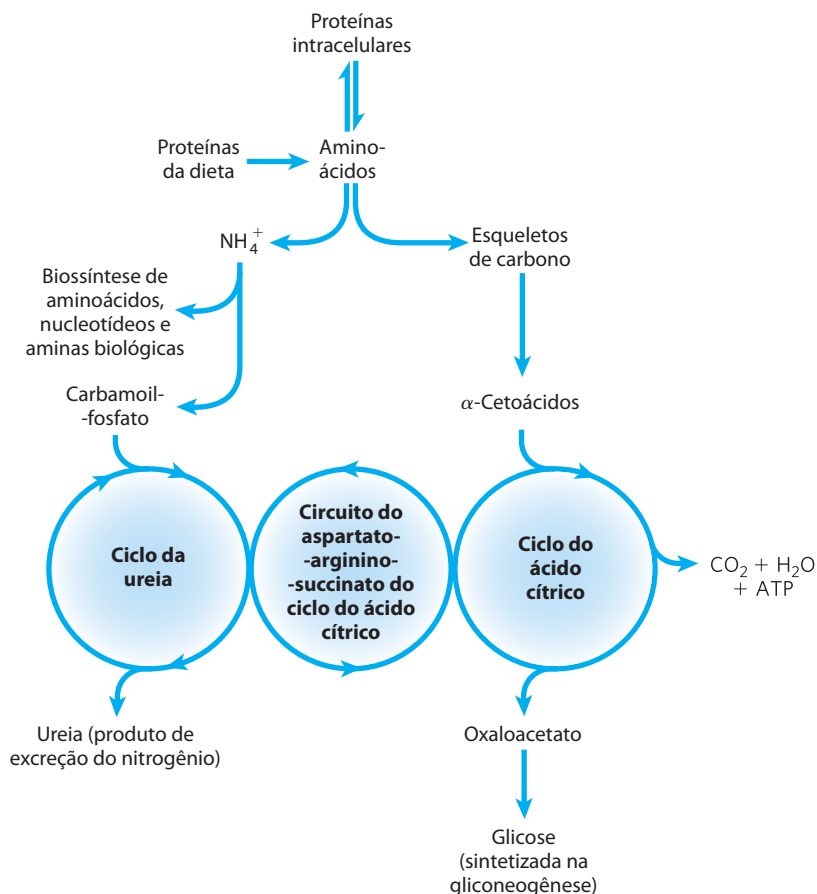 Proteínas
intracelulares
Proteínas
da dieta
Amino-
ácidos
NH₄⁺
Esqueletos
de carbono
Biossíntese de
aminoácidos,
nucleotídeos e
aminas biológicas
Carbamoil-
-fosfato
α-Cetoácidos
Ciclo da
ureia
Circuito do
aspartato-
-arginino-
-succinato do
ciclo do ácido
cítrico
Ciclo do
ácido
cítrico
CO₂ + H₂O
+ ATP
Ureia (produto de
excreção do nitrogênio)
Oxaloacetato
Glicose
(sintetizada na
gliconeogênese)